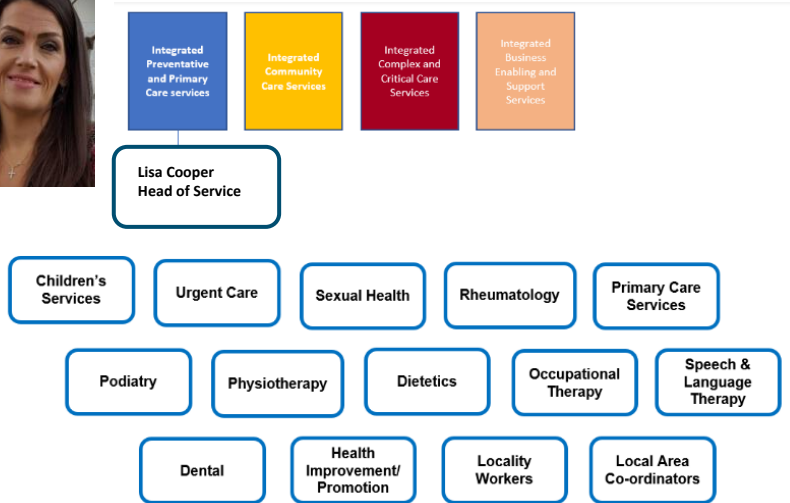 Integrated
Preventative
and Primary
Care services
Integrated
Community
Care Services
Integrated
Complex and
Critical Care
Services
Integrated
Business
Enabling and
Support
Services
Lisa Cooper
Head of Service
Children's
Services
Urgent Care
Sexual Health
Rheumatology
Primary Care
Services
Podiatry
Physiotherapy
Dietetics
Occupational
Therapy
Speech &
Language
Therapy
Dental
Health
Improvement/
Promotion
Locality
Workers
Local Area
Co-ordinators